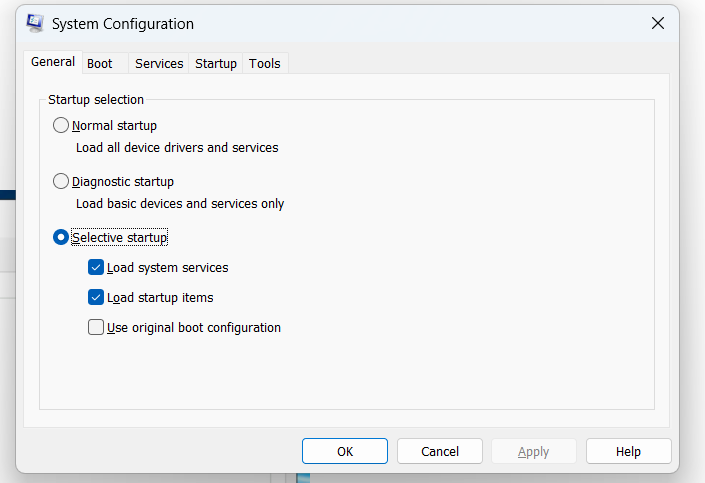 System Configuration
General Boot Services Startup Tools
Startup selection
Normal startup
Load all device drivers and services
Diagnostic startup
Load basic devices and services only
Selective startup
Load system services
Load startup items
Use original boot configuration
OK Cancel Apply Help